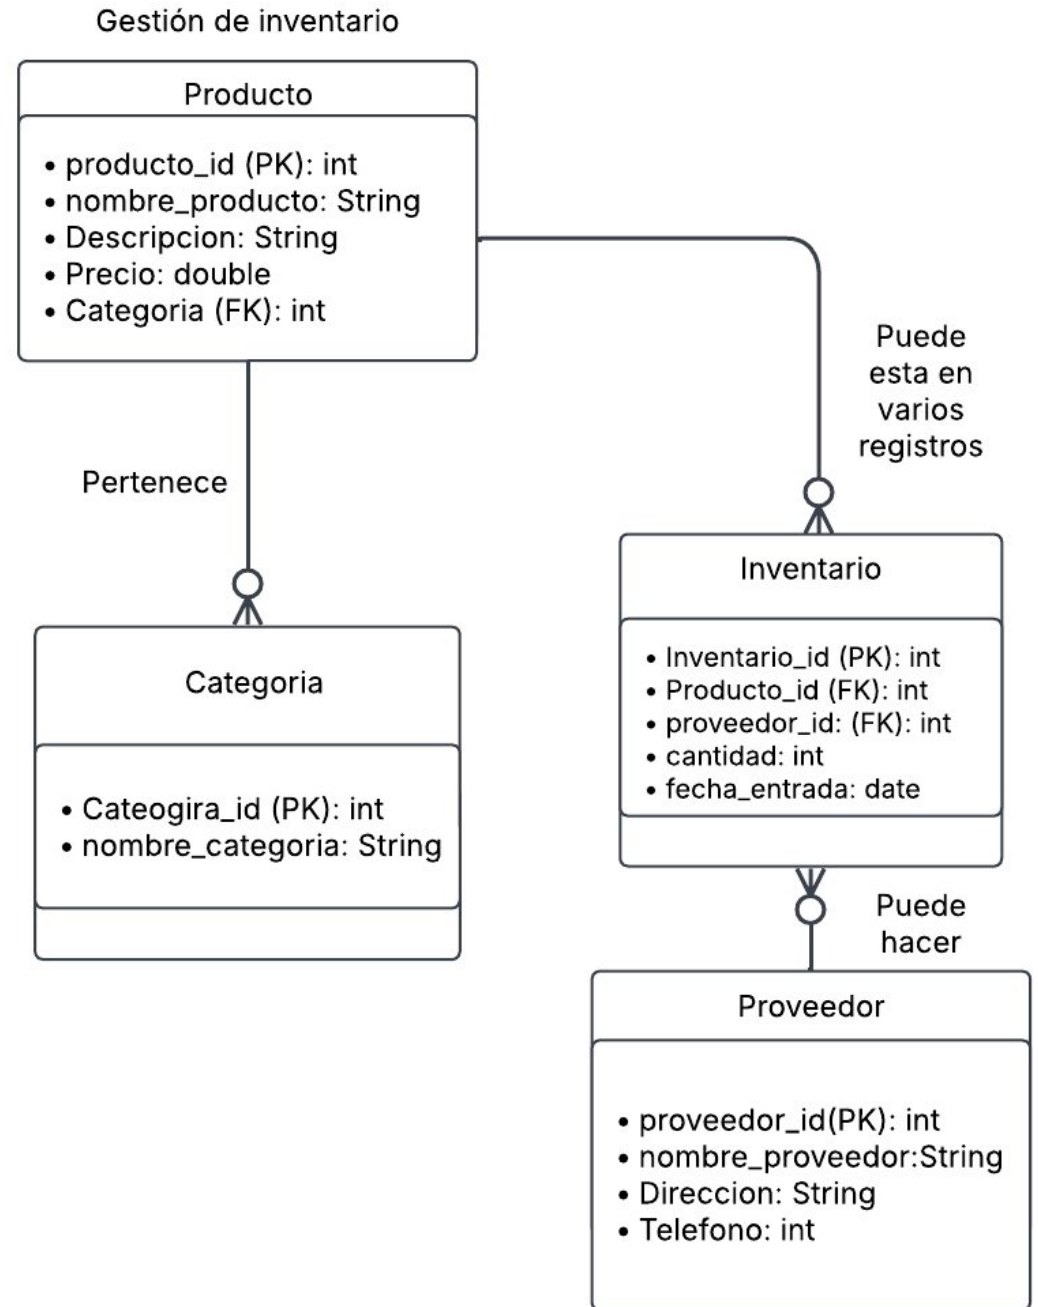 Gestión de inventario
Producto
• producto_id (PK): int
• nombre_producto: String
• Descripcion: String
• Precio: double
• Categoria (FK): int
Puede
esta en
varios
registros
Pertenece
Inventario
• Inventario_id (PK): int
• Producto_id (FK): int
• proveedor_id: (FK): int
• cantidad: int
• fecha_entrada: date
Categoria
• Cateogira_id (PK): int
• nombre_categoria: String
Puede
hacer
Proveedor
• proveedor_id(PK): int
• nombre_proveedor:String
• Direccion: String
• Telefono: int